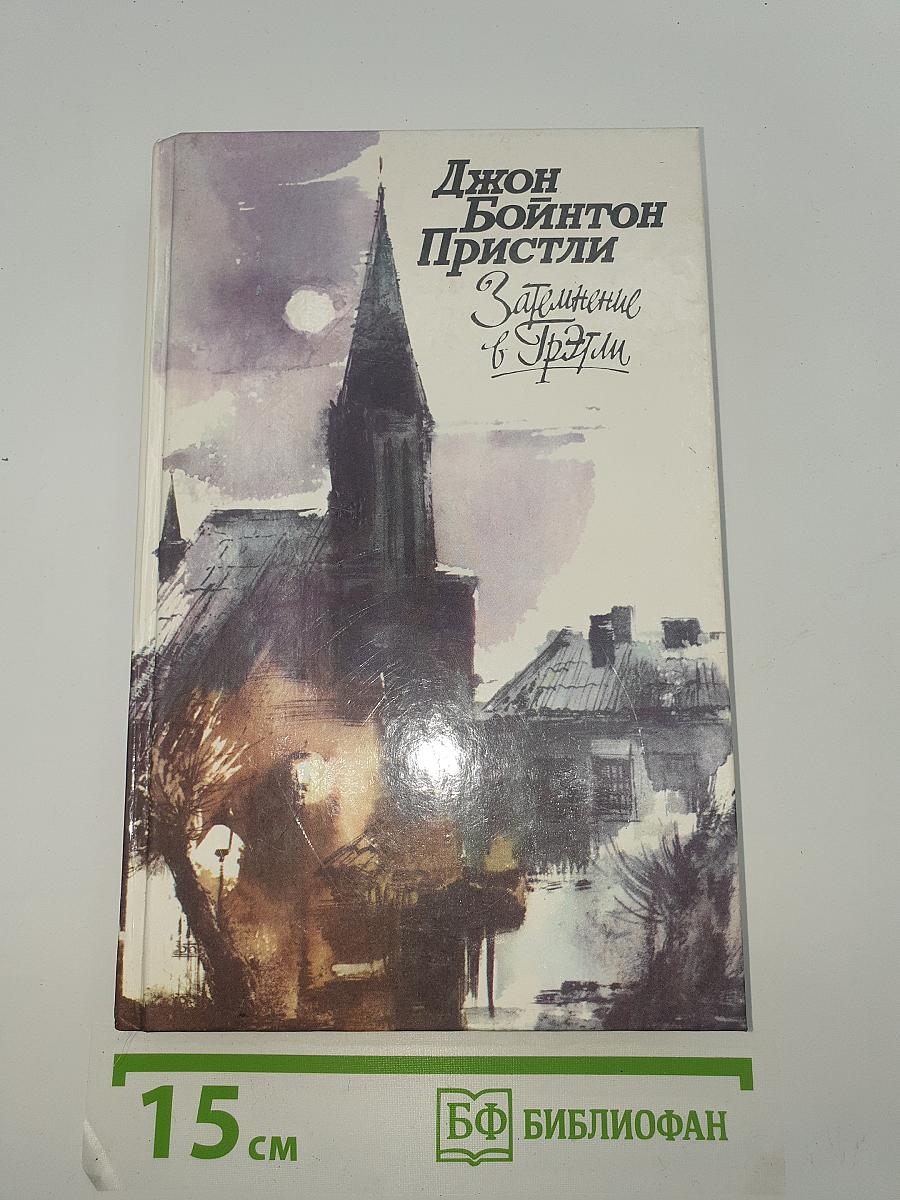 Джон
Бойнтон
Пристли
Затемнение
в Грэтли
15 см
БФ БИБЛИОФАН